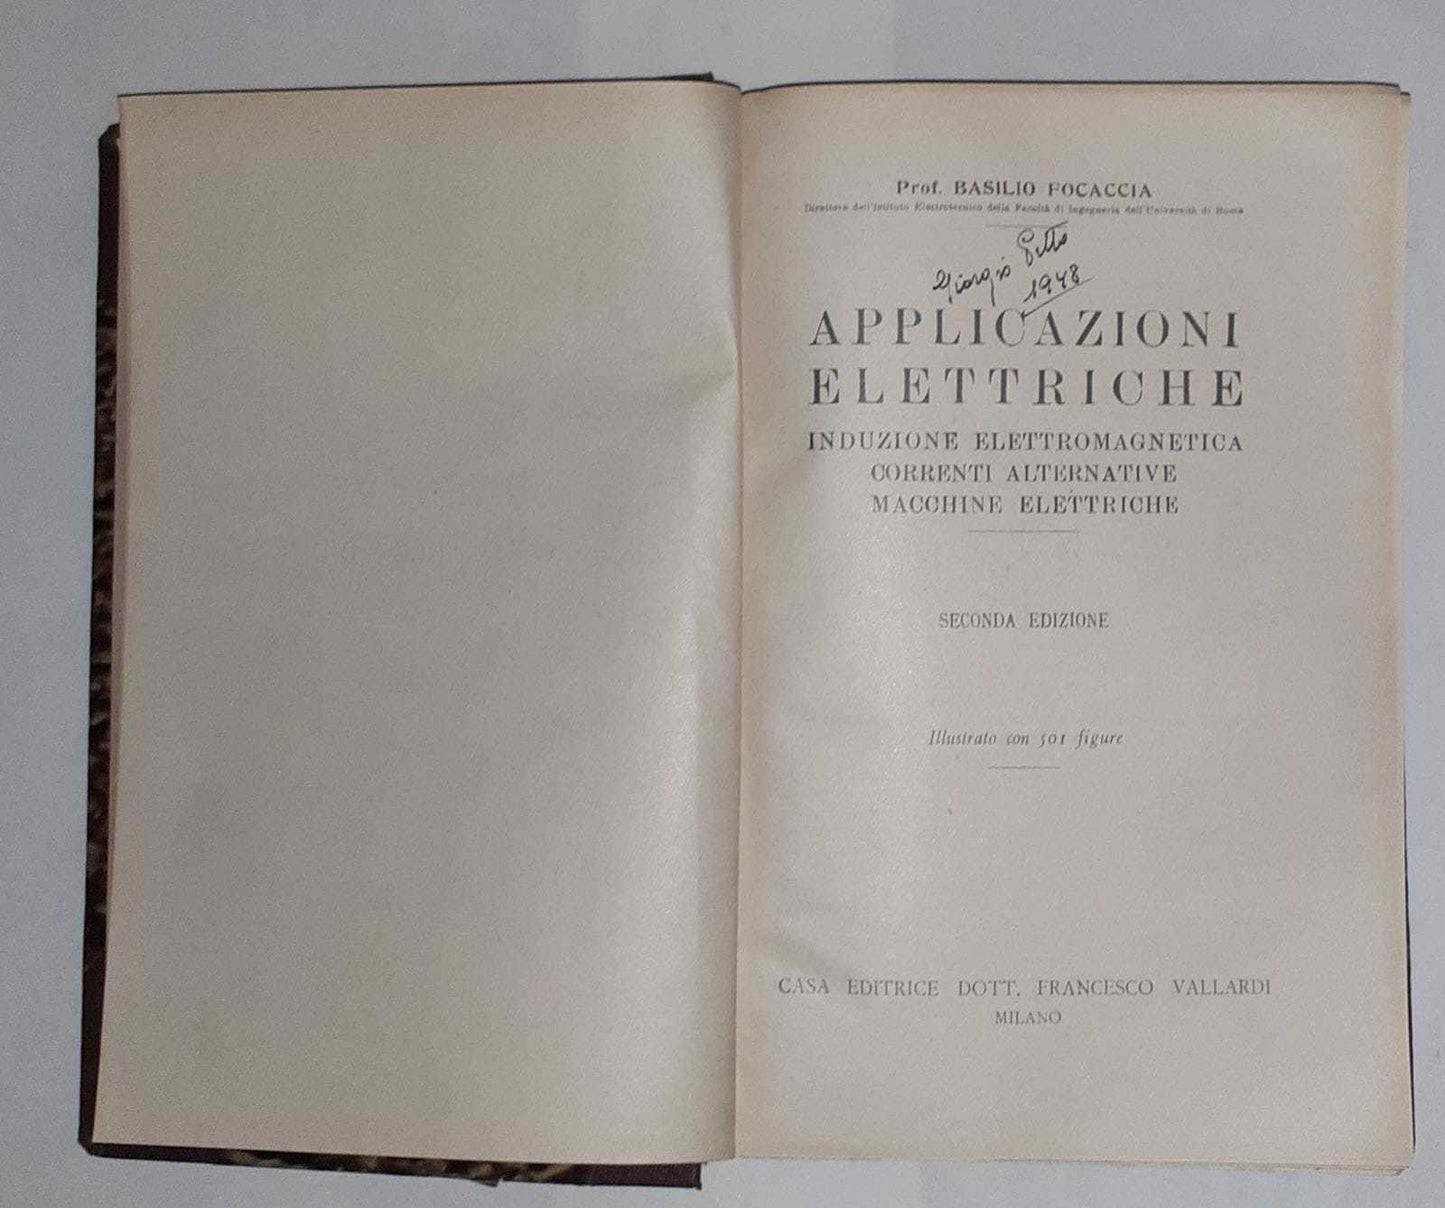 Prof. BASILIO FOCACCIA
Direttore dell'Istituto Elettrotecnico della Facoltà di Ingegneria dell'Università di Roma
Giorgio
1948
APPLICAZIONI
ELETTRICHE
INDUZIONE ELETTROMAGNETICA
CORRENTI ALTERNATIVE
MACCHINE ELETTRICHE
SECONDA EDIZIONE
Illustrato con 501 figure
CASA EDITRICE DOTT. FRANCESCO VALLARDI
MILANO